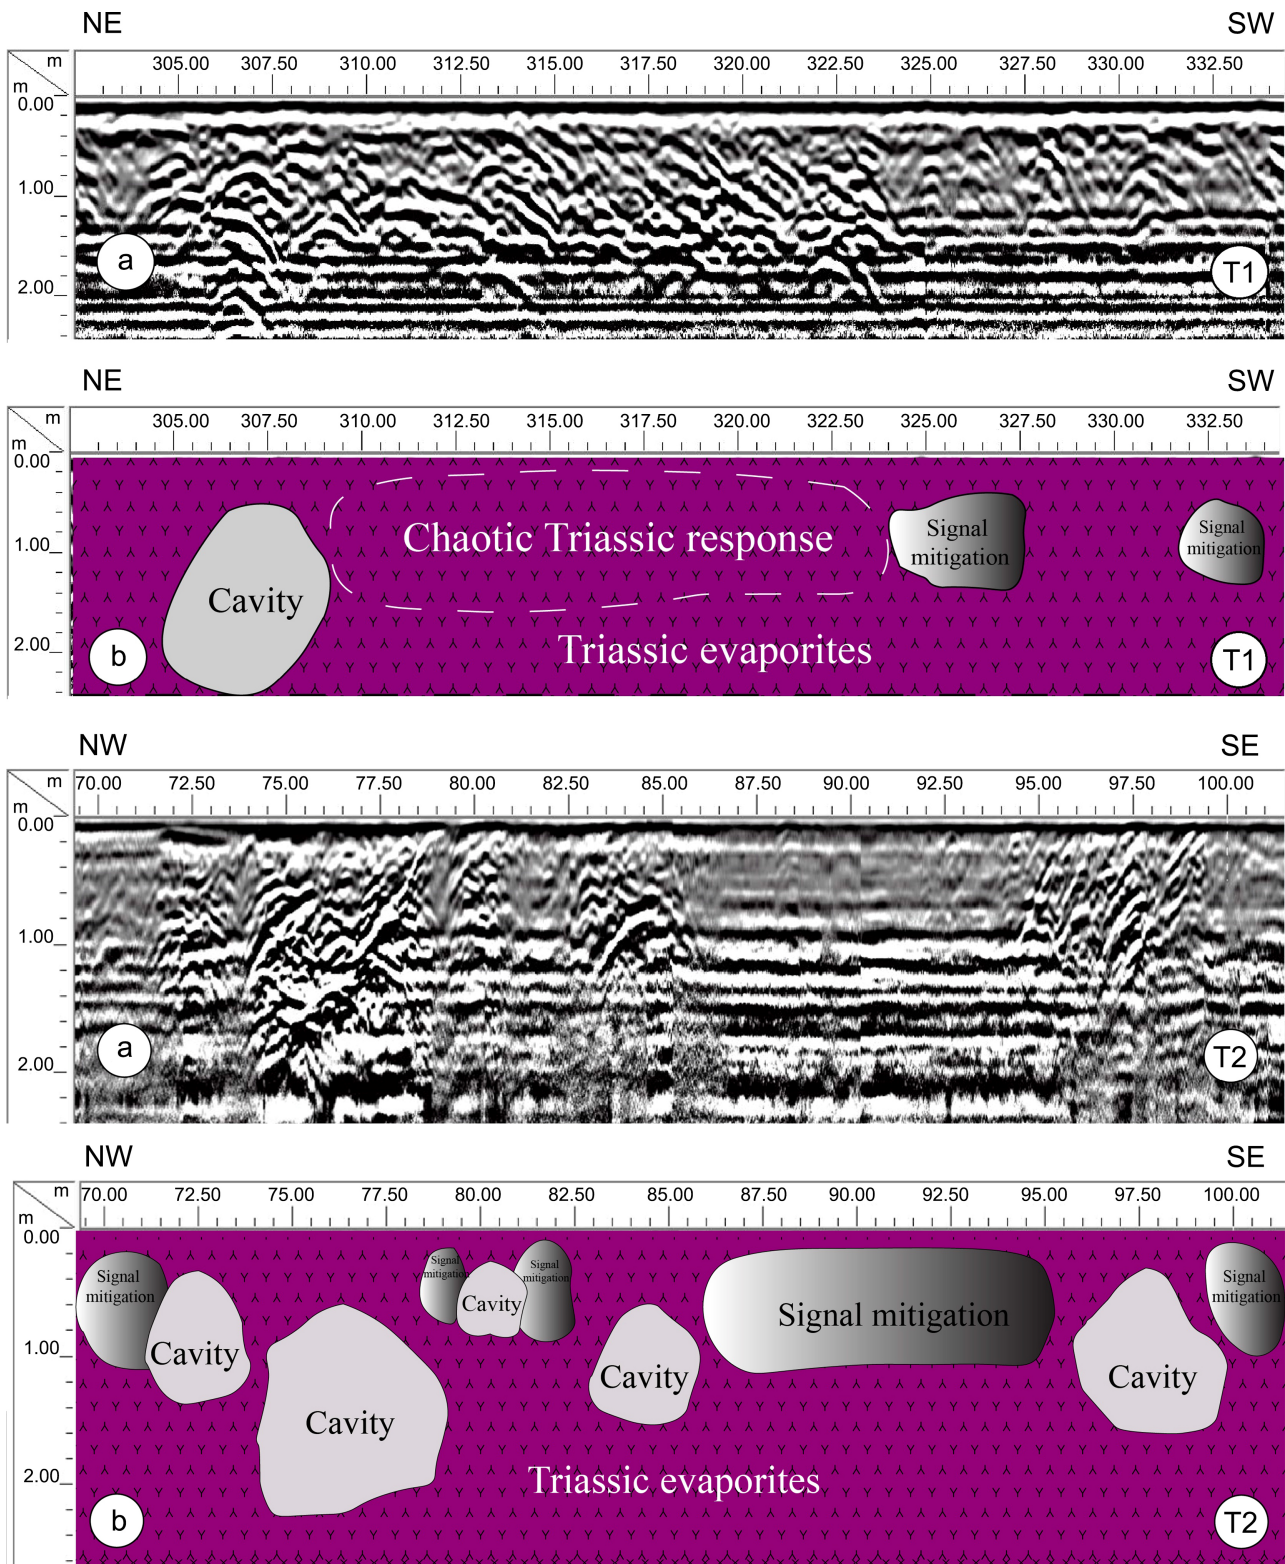 NE SW
m 305.00 307.50 310.00 312.50 315.00 317.50 320.00 322.50 325.00 327.50 330.00 332.50
m
0.00
1.00
a
T1
2.00
NE SW
m 305.00 307.50 310.00 312.50 315.00 317.50 320.00 322.50 325.00 327.50 330.00 332.50
m
0.00
Chaotic Triassic response
Signal
mitigation
Signal
mitigation
1.00
Cavity
2.00
Triassic evaporites
b
T1
NW SE
m 70.00 72.50 75.00 77.50 80.00 82.50 85.00 87.50 90.00 92.50 95.00 97.50 100.00
m
0.00
1.00
a
T2
2.00
NW SE
m 70.00 72.50 75.00 77.50 80.00 82.50 85.00 87.50 90.00 92.50 95.00 97.50 100.00
m
0.00
Signal
mitigation
Signal
mitigation
Signal
mitigation
Signal
mitigation
Cavity
Signal mitigation
1.00
Cavity
Cavity
Cavity
Cavity
2.00
Triassic evaporites
b
T2